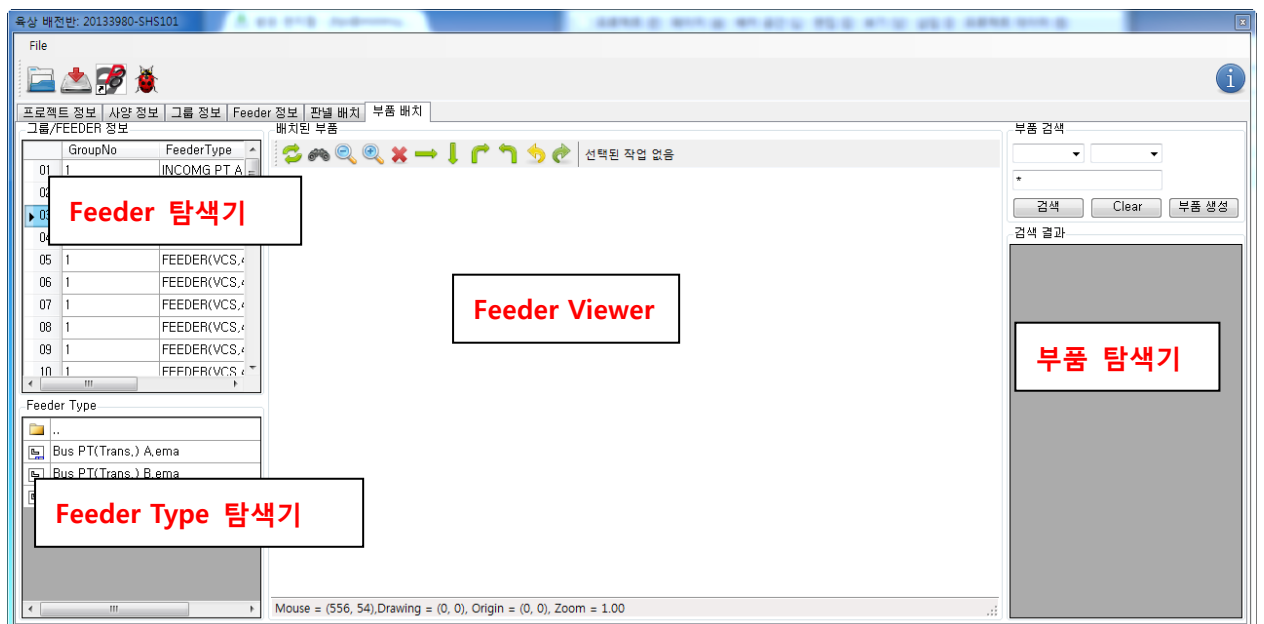 육상 배전반: 20133980-SHS101
File
프로젝트 정보 사양 정보 그룹 정보 Feeder 정보 판넬 배치 부품 배치
그룹/FEEDER 정보
GroupNo FeederType
01 1 INCOMG PT A
03
04
05 1 FEEDER(VCS,
06 1 FEEDER(VCS,
07 1 FEEDER(VCS,
08 1 FEEDER(VCS,
09 1 FEEDER(VCS,
10 1 FEEDER(VCS
Feeder 탐색기
Feeder Type
..
Bus PT(Trans,) A,ema
Bus PT(Trans,) B,ema
Feeder Type 탐색기
배치된 부품
선택된 작업 없음
Feeder Viewer
Mouse = (556, 54),Drawing = (0, 0), Origin = (0, 0), Zoom = 1.00
부품 검색
*
검색 Clear 부품 생성
검색 결과
부품 탐색기